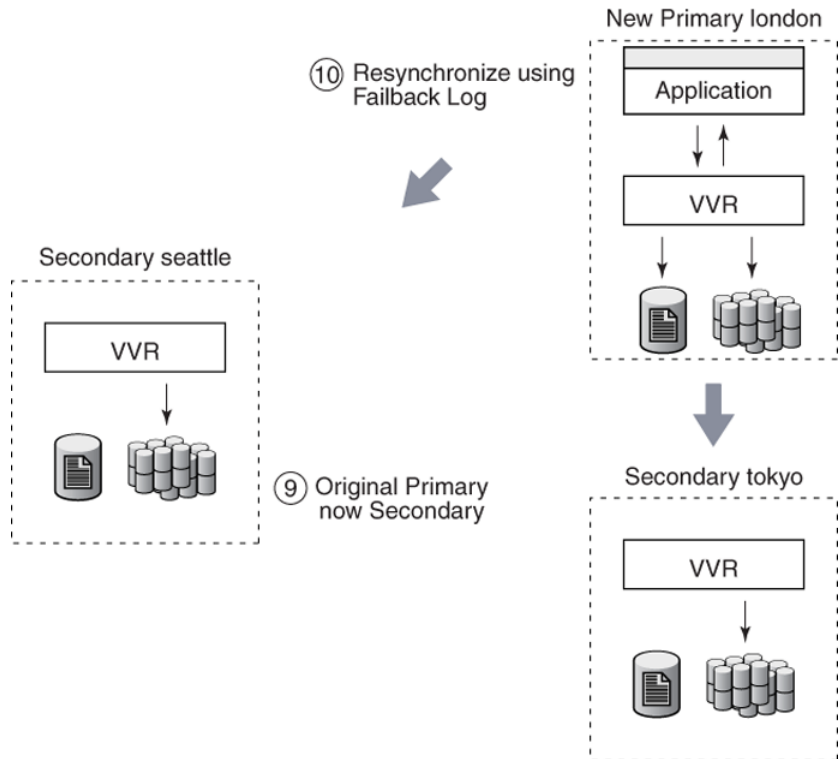 New Primary london
10 Resynchronize using
Failback Log
Application
VVR
Secondary seattle
VVR
9 Original Primary
now Secondary
Secondary tokyo
VVR